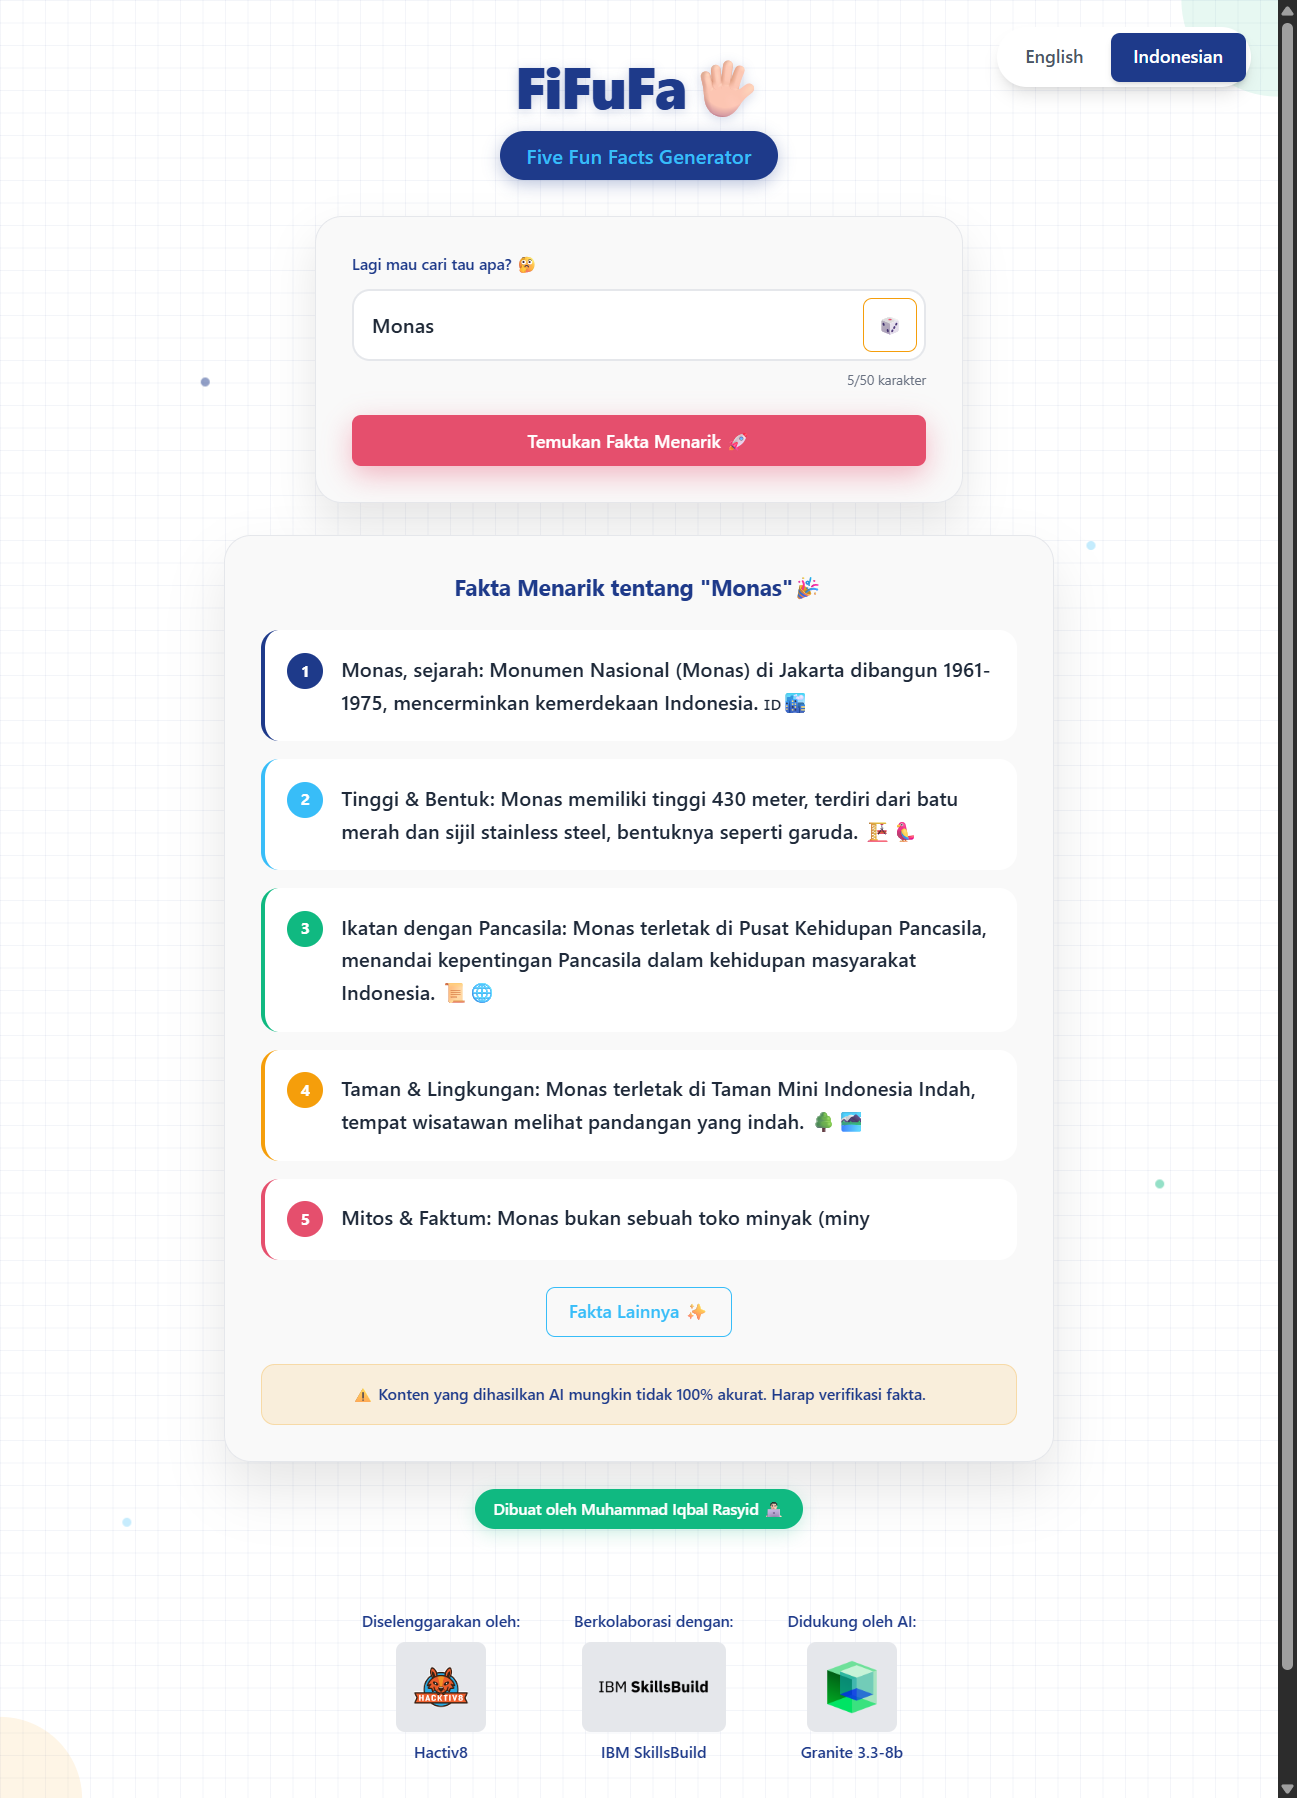 English
Indonesian
FiFuFa 🖐🏻
Five Fun Facts Generator
Lagi mau cari tau apa? 🤔
Monas
5/50 karakter
Temukan Fakta Menarik 🚀
Fakta Menarik tentang "Monas"🎉
1
Monas, sejarah: Monumen Nasional (Monas) di Jakarta dibangun 1961-
1975, mencerminkan kemerdekaan Indonesia. 🇮🇩🏙️
2
Tinggi & Bentuk: Monas memiliki tinggi 430 meter, terdiri dari batu
merah dan sijil stainless steel, bentuknya seperti garuda. 🏗️ 🦜
3
Ikatan dengan Pancasila: Monas terletak di Pusat Kehidupan Pancasila,
menandai kepentingan Pancasila dalam kehidupan masyarakat
Indonesia. 📜 🌐
4
Taman & Lingkungan: Monas terletak di Taman Mini Indonesia Indah,
tempat wisatawan melihat pandangan yang indah. 🌳 🏞️
5
Mitos & Faktum: Monas bukan sebuah toko minyak (miny
Fakta Lainnya ✨
⚠️ Konten yang dihasilkan AI mungkin tidak 100% akurat. Harap verifikasi fakta.
Dibuat oleh Muhammad Iqbal Rasyid 👨🏻‍💻
Diselenggarakan oleh:
HACKTIV8
Hactiv8
Berkolaborasi dengan:
IBM SkillsBuild
IBM SkillsBuild
Didukung oleh AI:
Granite 3.3-8b